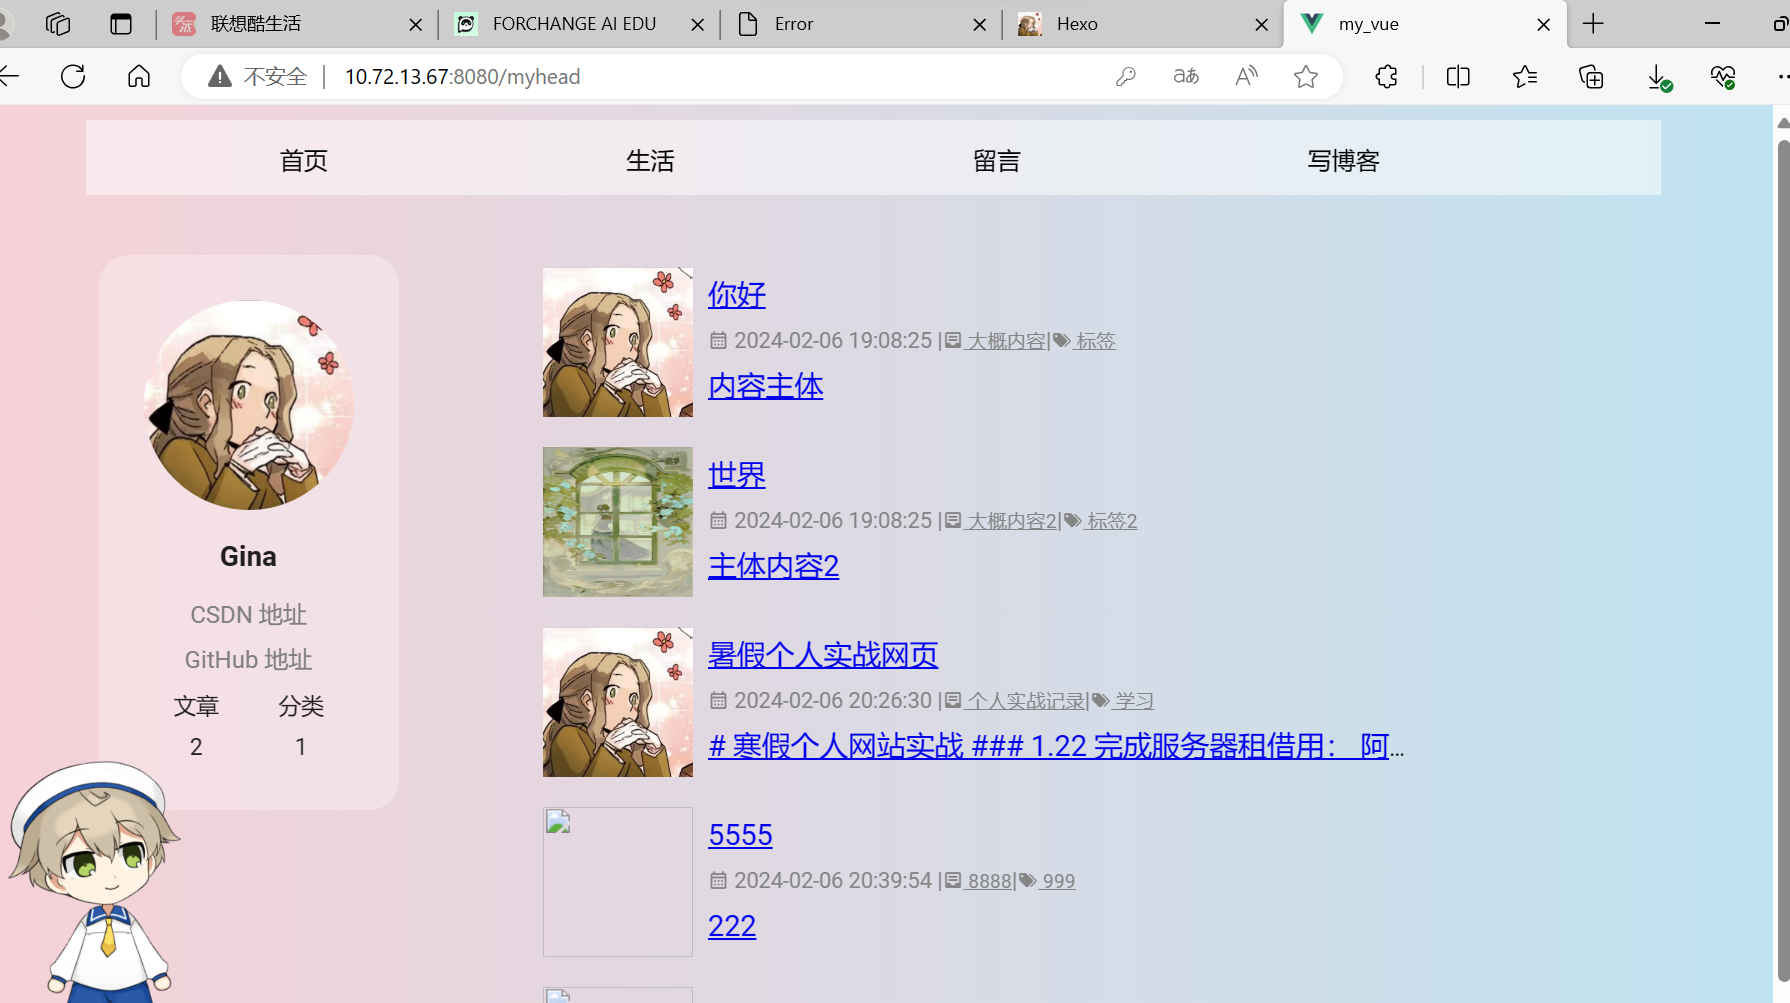 联想酷生活
FORCHANGE AI EDU
Error
Hexo
my_vue
不安全
10.72.13.67:8080/myhead
首页
生活
留言
写博客
Gina
CSDN 地址
GitHub 地址
文章 分类
2 1
你好
2024-02-06 19:08:25 | 大概内容| 标签
内容主体
世界
2024-02-06 19:08:25 | 大概内容2| 标签2
主体内容2
暑假个人实战网页
2024-02-06 20:26:30 | 个人实战记录| 学习
# 寒假个人网站实战 ### 1.22 完成服务器租借用： 阿...
5555
2024-02-06 20:39:54 | 8888| 999
222